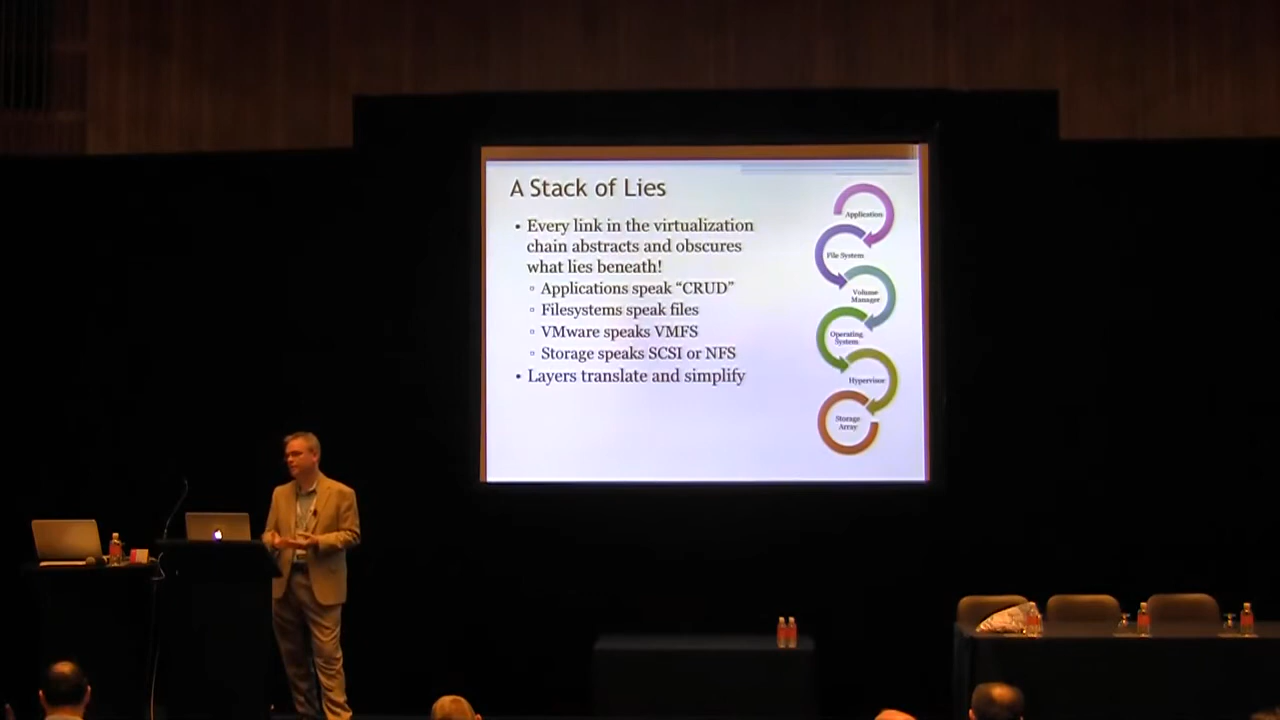 A Stack of Lies
• Every link in the virtualization
chain abstracts and obscures
what lies beneath!
▫ Applications speak “CRUD”
▫ Filesystems speak files
▫ VMware speaks VMFS
▫ Storage speaks SCSI or NFS
• Layers translate and simplify
Application
File System
Volume
Manager
Operating
System
Hypervisor
Storage
Array